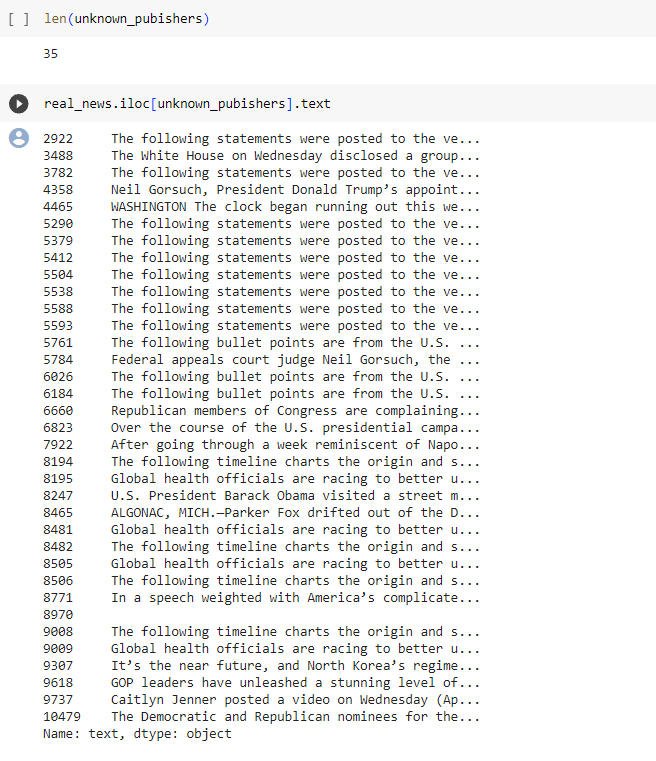 [ ] len(unknown_pubishers)
35
real_news.iloc[unknown_pubishers].text
2922 The following statements were posted to the ve...
3488 The White House on Wednesday disclosed a group...
3782 The following statements were posted to the ve...
4358 Neil Gorsuch, President Donald Trump’s appoint...
4465 WASHINGTON The clock began running out this we...
5290 The following statements were posted to the ve...
5379 The following statements were posted to the ve...
5412 The following statements were posted to the ve...
5504 The following statements were posted to the ve...
5538 The following statements were posted to the ve...
5588 The following statements were posted to the ve...
5593 The following statements were posted to the ve...
5761 The following bullet points are from the U.S. ...
5784 Federal appeals court judge Neil Gorsuch, the ...
6026 The following bullet points are from the U.S. ...
6184 The following bullet points are from the U.S. ...
6660 Republican members of Congress are complaining...
6823 Over the course of the U.S. presidential campa...
7922 After going through a week reminiscent of Napo...
8194 The following timeline charts the origin and s...
8195 Global health officials are racing to better u...
8247 U.S. President Barack Obama visited a street m...
8465 ALGONAC, MICH.—Parker Fox drifted out of the D...
8481 Global health officials are racing to better u...
8482 The following timeline charts the origin and s...
8505 Global health officials are racing to better u...
8506 The following timeline charts the origin and s...
8771 In a speech weighted with America’s complicate...
8970
9008 The following timeline charts the origin and s...
9009 Global health officials are racing to better u...
9307 It’s the near future, and North Korea’s regime...
9618 GOP leaders have unleashed a stunning level of...
9737 Caitlyn Jenner posted a video on Wednesday (Ap...
10479 The Democratic and Republican nominees for the...
Name: text, dtype: object